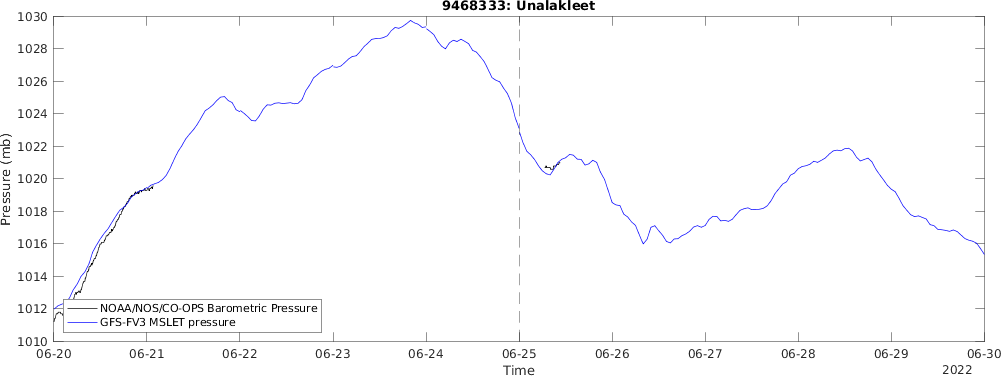 9468333: Unalakleet
1030
1028
1026
1024
1022
1020
1018
1016
1014
1012
1010
Pressure (mb)
NOAA/NOS/CO-OPS Barometric Pressure
GFS-FV3 MSLET pressure
06-20 06-21 06-22 06-23 06-24 06-25 06-26 06-27 06-28 06-29 06-30
Time
2022